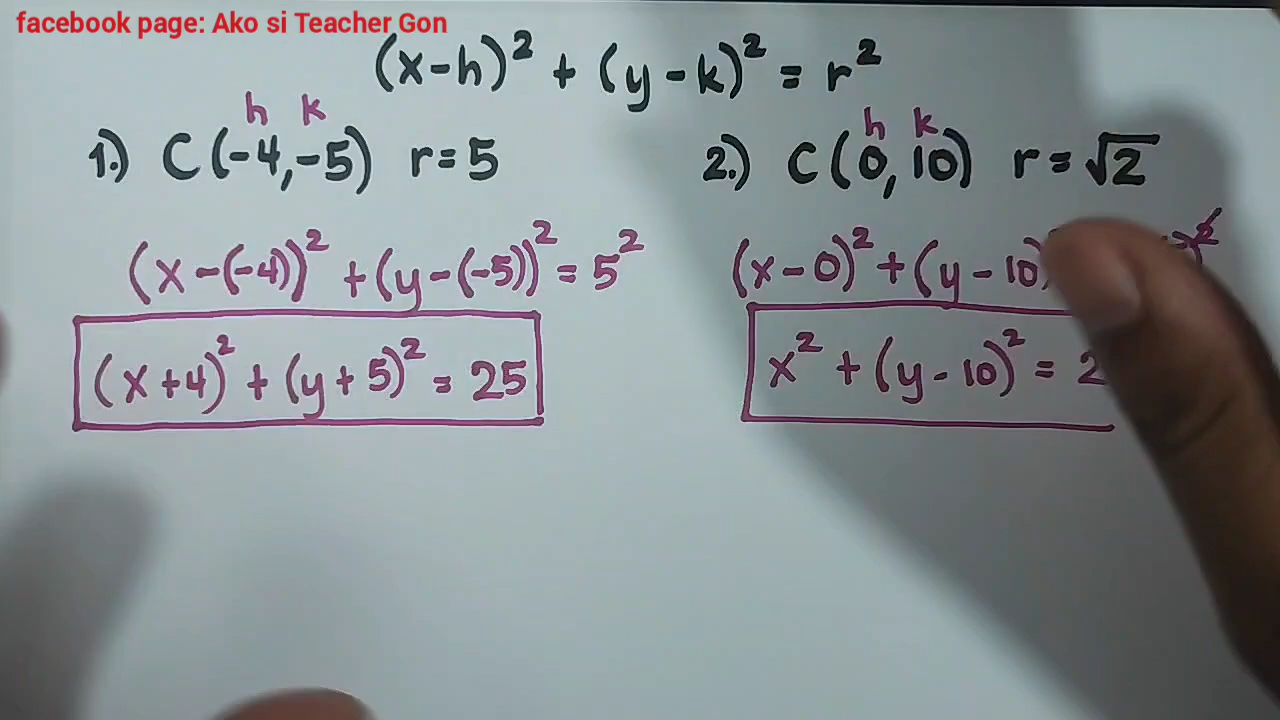 facebook page: Ako si Teacher Gon
(x-h)² + (y-k)² = r²
h k
1.) C(-4,-5) r=5
(x-(-4))² + (y-(-5))² = 5²
(x+4)² + (y+5)² = 25
h k
2.) C(0,10) r=√2
(x-0)² + (y-10)
x² + (y-10)² = 2